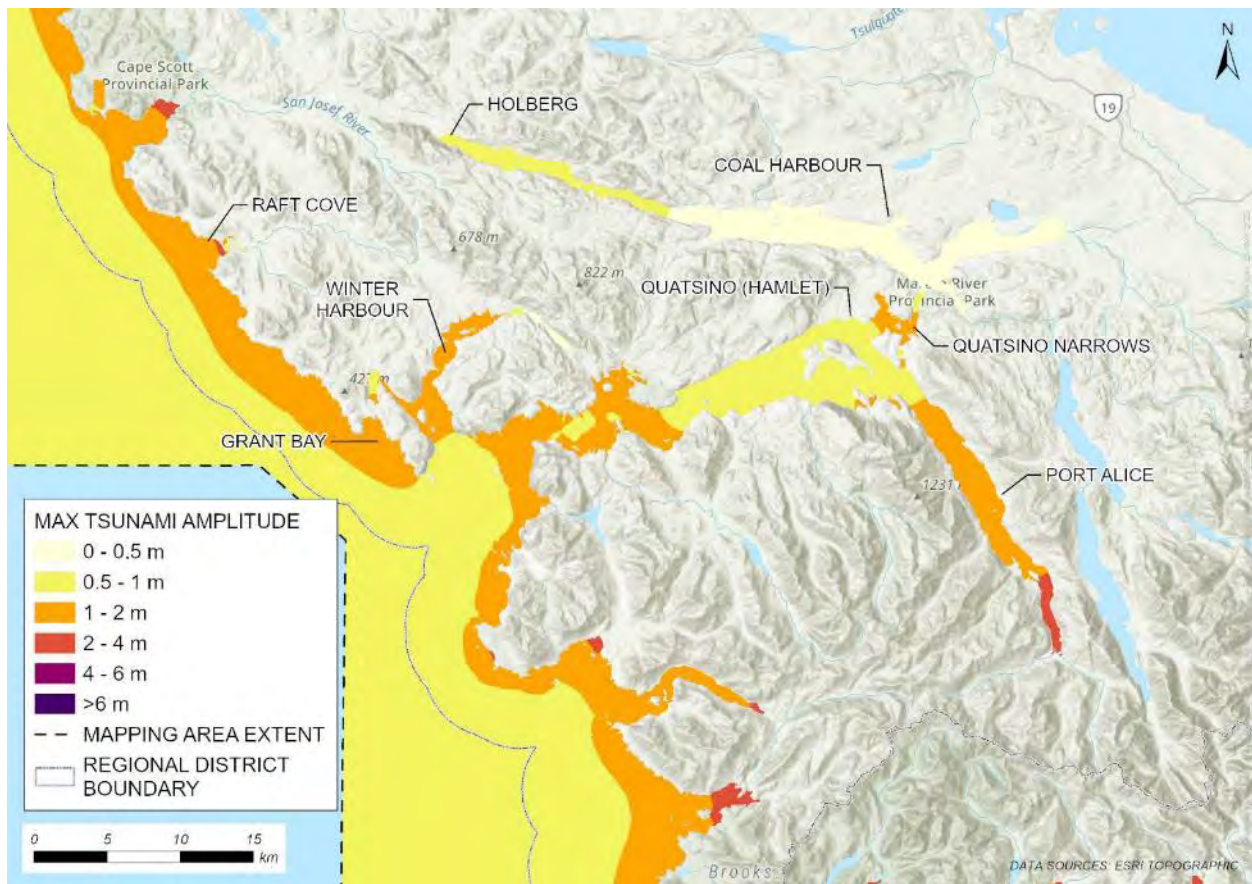 Tsulquate
N
Cape Scott
Provincial Park
San Josef River
HOLBERG
19
COAL HARBOUR
RAFT COVE
678 m
822 m
WINTER
HARBOUR
QUATSINO (HAMLET)
River
Provincial Park
QUATSINO NARROWS
GRANT BAY
PORT ALICE
MAX TSUNAMI AMPLITUDE
0 - 0.5 m
0.5 - 1 m
1 - 2 m
2 - 4 m
4 - 6 m
>6 m
MAPPING AREA EXTENT
REGIONAL DISTRICT
BOUNDARY
0 5 10 15
km
Brooks
DATA SOURCES: ESRI TOPOGRAPHIC